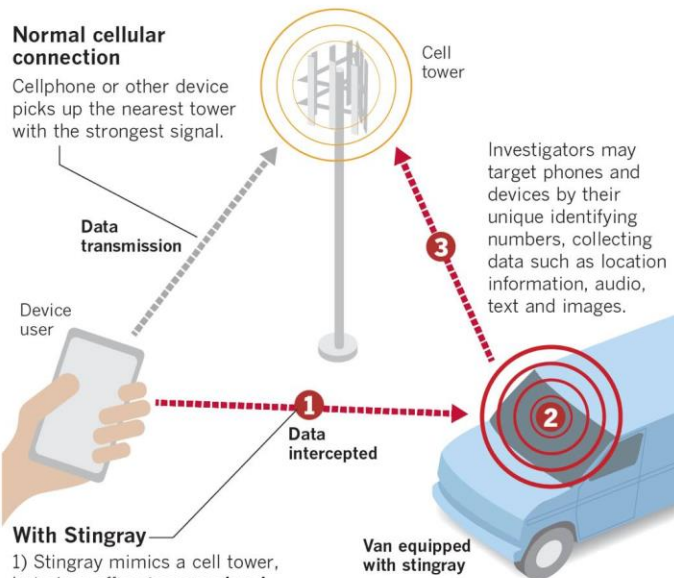 Normal cellular
connection
Cellphone or other device
picks up the nearest tower
with the strongest signal.
Cell
tower
Data
transmission
Investigators may
target phones and
devices by their
unique identifying
numbers, collecting
data such as location
information, audio,
text and images.
3
Device
user
1
Data
intercepted
2
With Stingray
1) Stingray mimics a cell tower,
Van equipped
with stingray